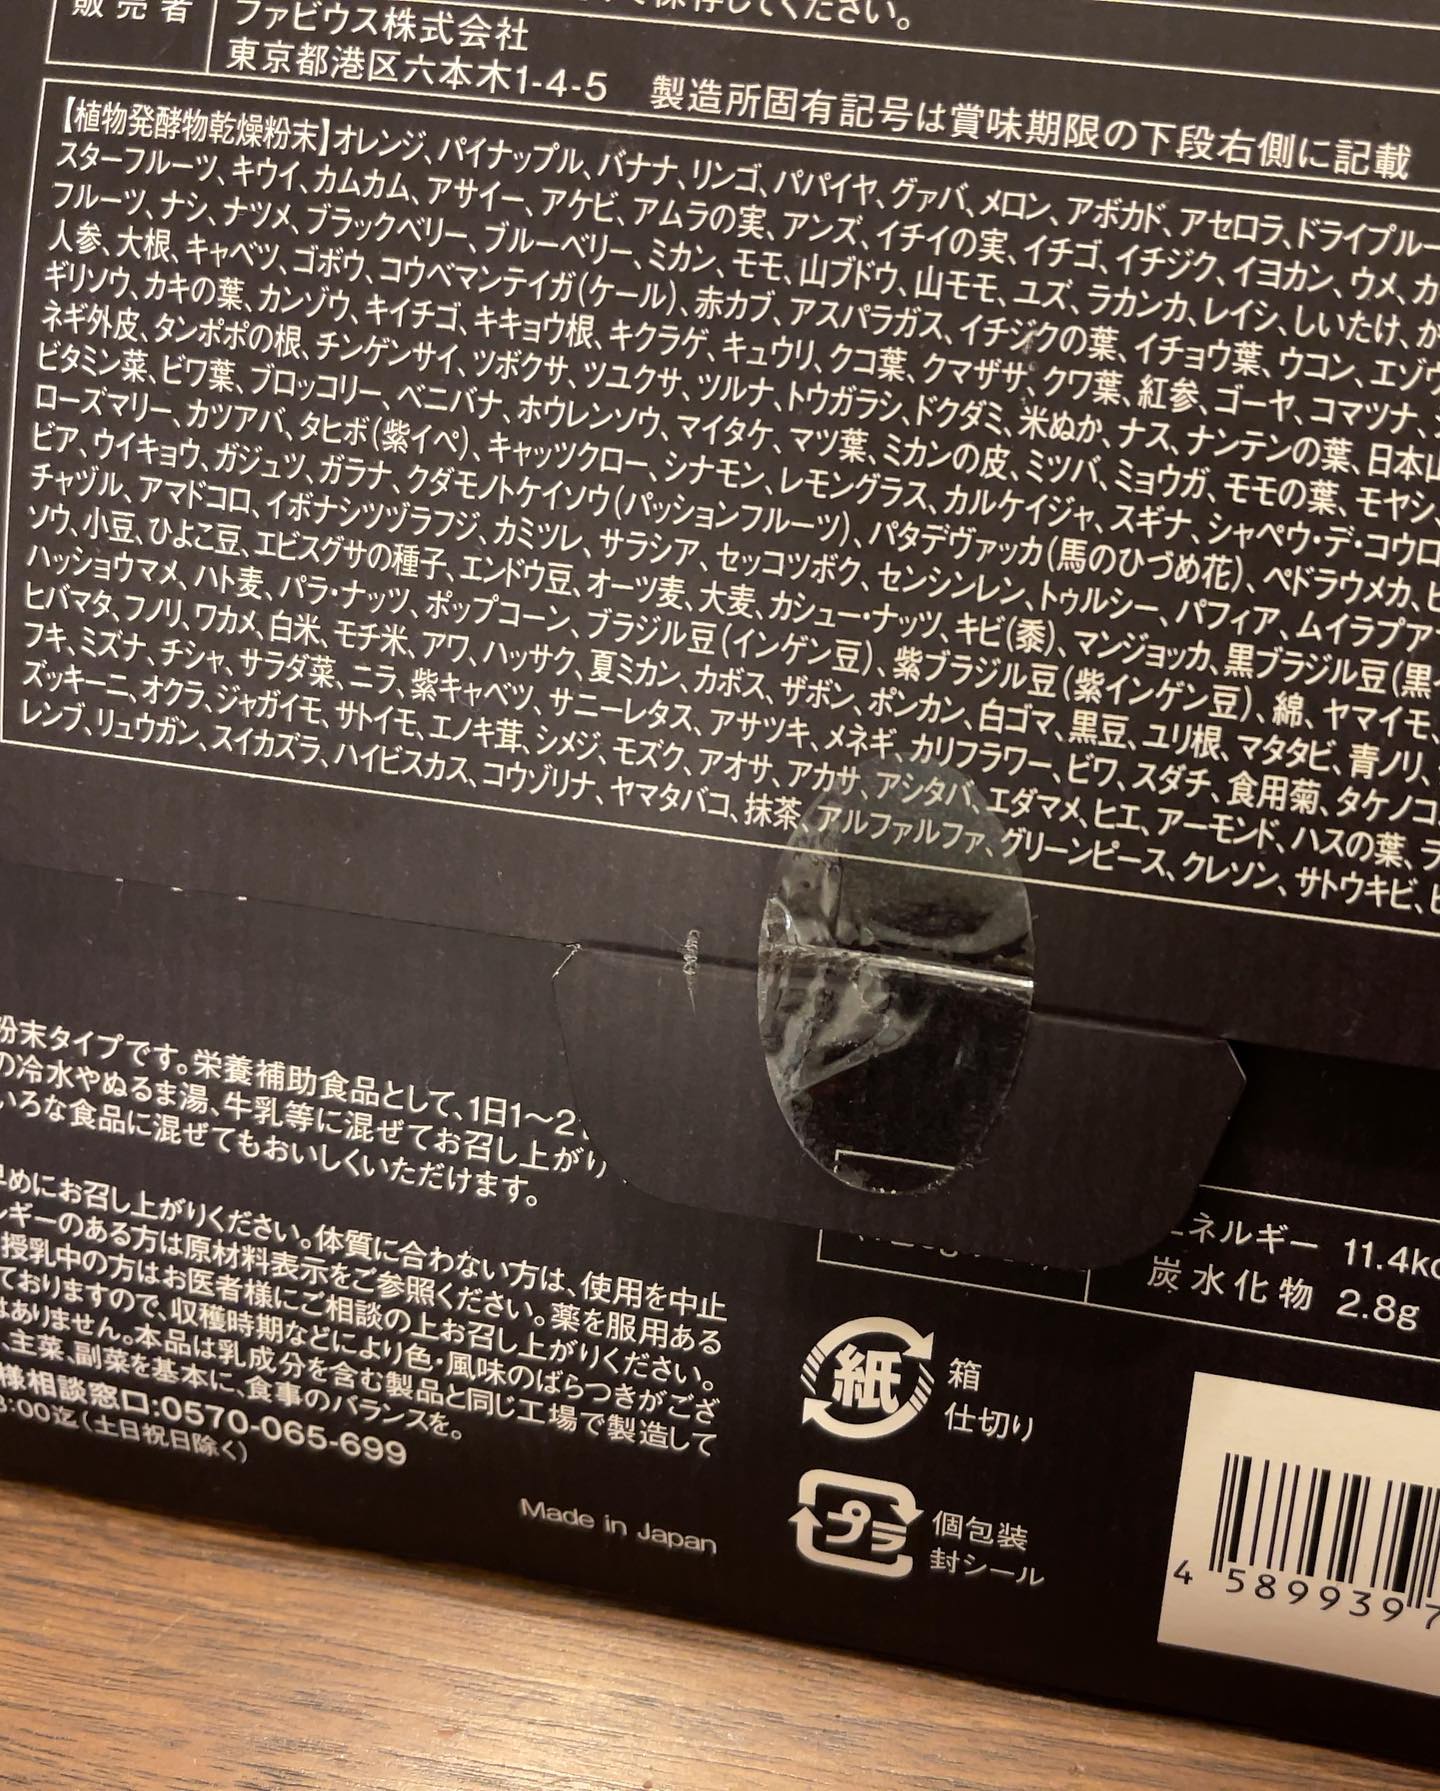 保存してください。
販売者
ファビウス株式会社
東京都港区六本木1-4-5 製造所固有記号は賞味期限の下段右側に記載
【植物発酵物乾燥粉末】オレンジ、パイナップル、バナナ、リンゴ、パパイヤ、グァバ、メロン、アボカド、アセロラ、ドライプルー
スターフルーツ、キウイ、カムカム、アサイー、アケビ、アムラの実、アンズ、イチイの実、イチゴ、イチジク、イヨカン、ウメ、カ
フルーツ、ナシ、ナツメ、ブラックベリー、ブルーベリー、ミカン、モモ、山ブドウ、山モモ、ユズ、ラカンカ、レイシ、しいたけ、か
人参、大根、キャベツ、ゴボウ、コウベマンテイガ(ケール)、赤カブ、アスパラガス、イチジクの葉、イチョウ葉、ウコン、エゾウ
ギリソウ、カキの葉、カンゾウ、キイチゴ、キキョウ根、キクラゲ、キュウリ、クコ葉、クマザサ、クワ葉、紅参、ゴーヤ、コマツナ、
ネギ外皮、タンポポの根、チンゲンサイ、ツボクサ、ツユクサ、ツルナ、トウガラシ、ドクダミ、米ぬか、ナス、ナンテンの葉、日本山
ビタミン菜、ビワ葉、ブロッコリー、ベニバナ、ホウレンソウ、マイタケ、マツ葉、ミカンの皮、ミツバ、ミョウガ、モモの葉、モヤシ、
ローズマリー、カツアバ、タヒボ(紫イペ)、キャッツクロー、シナモン、レモングラス、カルケイジャ、スギナ、シャペウ・デ・コウロ
ビア、ウイキョウ、ガジュツ、ガラナ、クダモノトケイソウ(パッションフルーツ)、パタデヴァッカ(馬のひづめ花)、ペドラウメカ、ヒ
チャヅル、アマドコロ、イボナシツヅラフジ、カミツレ、サラシア、セッコツボク、センシンレン、トゥルシー、パフィア、ムイラプア
ソウ、小豆、ひよこ豆、エビスグサの種子、エンドウ豆、オーツ麦、大麦、カシュー・ナッツ、キビ(黍)、マンジョッカ、黒ブラジル豆(黒
ハッショウマメ、ハト麦、パラ・ナッツ、ポップコーン、ブラジル豆(インゲン豆)、紫ブラジル豆(紫インゲン豆)、綿、ヤマイモ、
ヒバマタ、フノリ、ワカメ、白米、モチ米、アワ、ハッサク、夏ミカン、カボス、ザボン、ポンカン、白ゴマ、黒豆、ユリ根、マタタビ、青ノリ、
フキ、ミズナ、チシャ、サラダ菜、ニラ、紫キャベツ、サニーレタス、アサツキ、メネギ、カリフラワー、ビワ、スダチ、食用菊、タケノコ、
ズッキーニ、オクラ、ジャガイモ、サトイモ、エノキ茸、シメジ、モズク、アオサ、アカサ、アシタバ、エダマメ、ヒエ、アーモンド、ハスの葉、ラ
レンブ、リュウガン、スイカズラ、ハイビスカス、コウゾリナ、ヤマタバコ、抹茶、アルファルファ、グリーンピース、クレソン、サトウキビ、ヒ
粉末タイプです。栄養補助食品として、1日1～2
の冷水やぬるま湯、牛乳等に混ぜてお召し上がり
いろな食品に混ぜてもおいしくいただけます。
早めにお召し上がりください。体質に合わない方は、使用を中止
ルギーのある方は原材料表示をご参照ください。薬を服用ある
授乳中の方はお医者様にご相談の上お召し上がりください。
ておりますので、収穫時期などにより色・風味のばらつきがござ
はありません。本品は乳成分を含む製品と同じ工場で製造して
、主菜、副菜を基本に、食事のバランスを。
様相談窓口:0570-065-699
8:00迄(土日祝日除く)
Made in Japan
エネルギー 11.4kc
炭水化物 2.8g
紙
箱
仕切り
プラ
個包装
封シール
4 589939 7